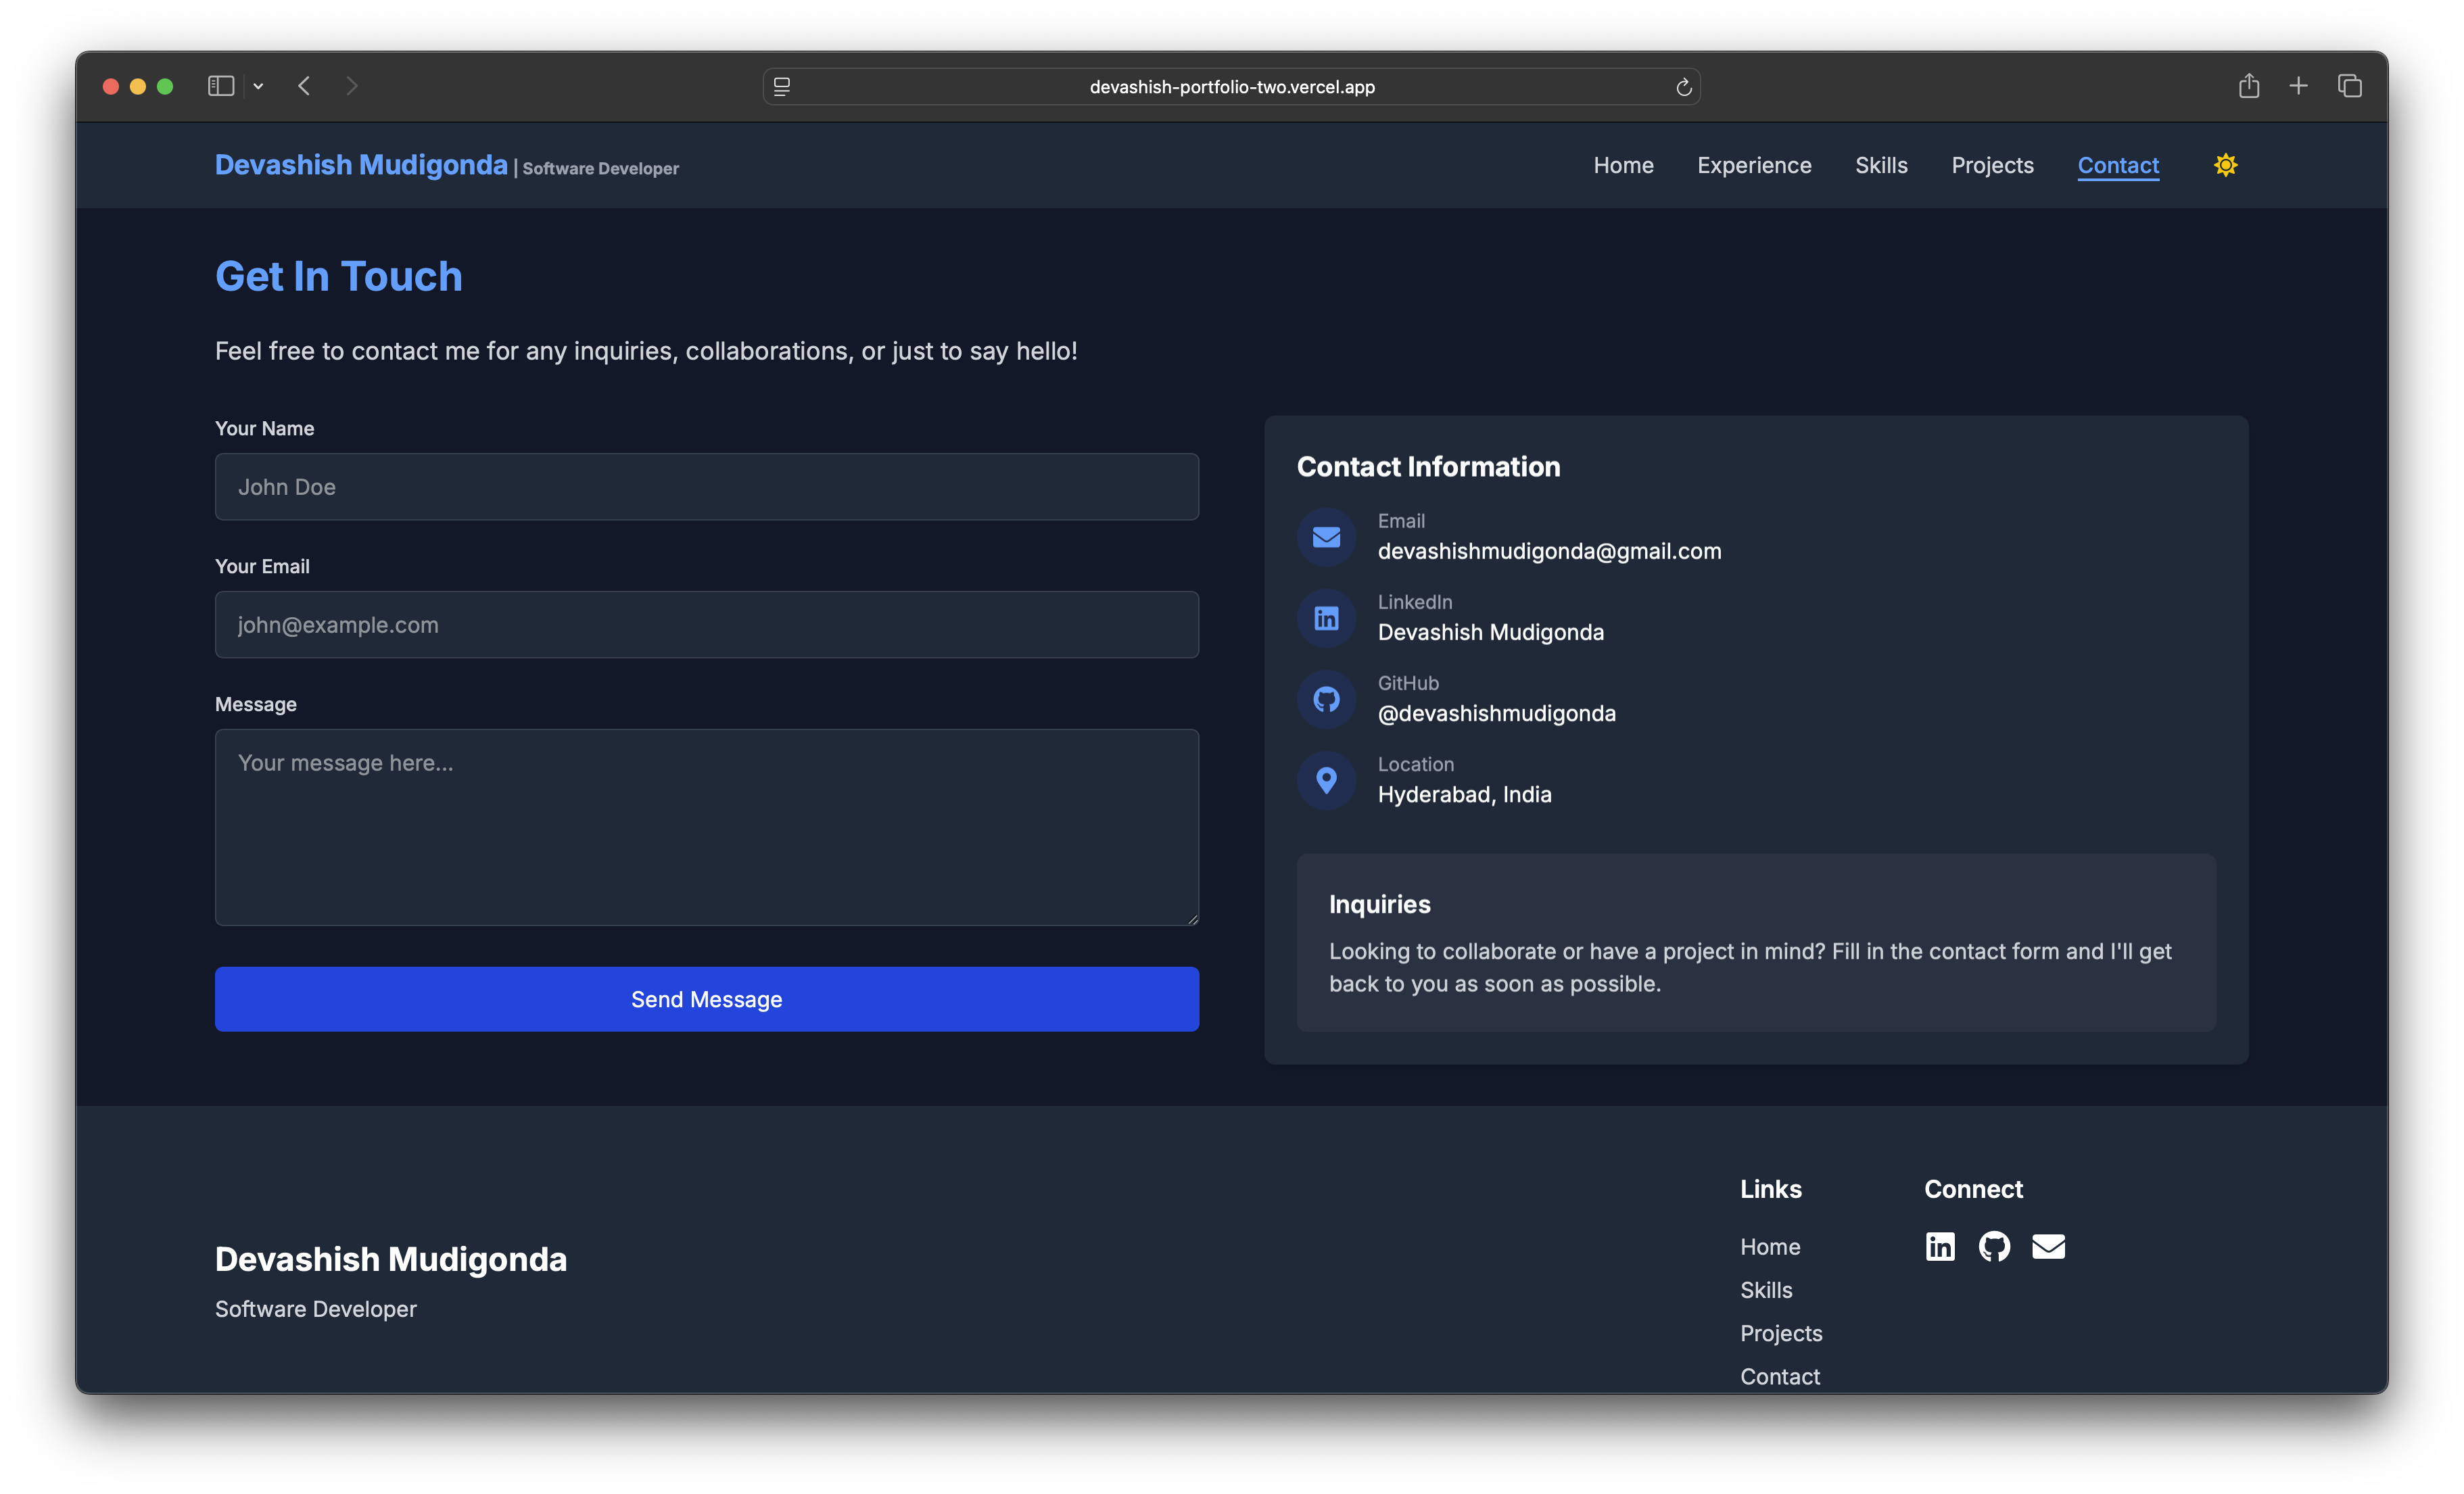 devashish-portfolio-two.vercel.app
Devashish Mudigonda | Software Developer
Home
Experience
Skills
Projects
Contact
Get In Touch
Feel free to contact me for any inquiries, collaborations, or just to say hello!
Your Name
John Doe
Your Email
john@example.com
Message
Your message here...
Send Message
Contact Information
Email
devashishmudigonda@gmail.com
LinkedIn
Devashish Mudigonda
GitHub
@devashishmudigonda
Location
Hyderabad, India
Inquiries
Looking to collaborate or have a project in mind? Fill in the contact form and I'll get
back to you as soon as possible.
Devashish Mudigonda
Software Developer
Links
Home
Skills
Projects
Contact
Connect